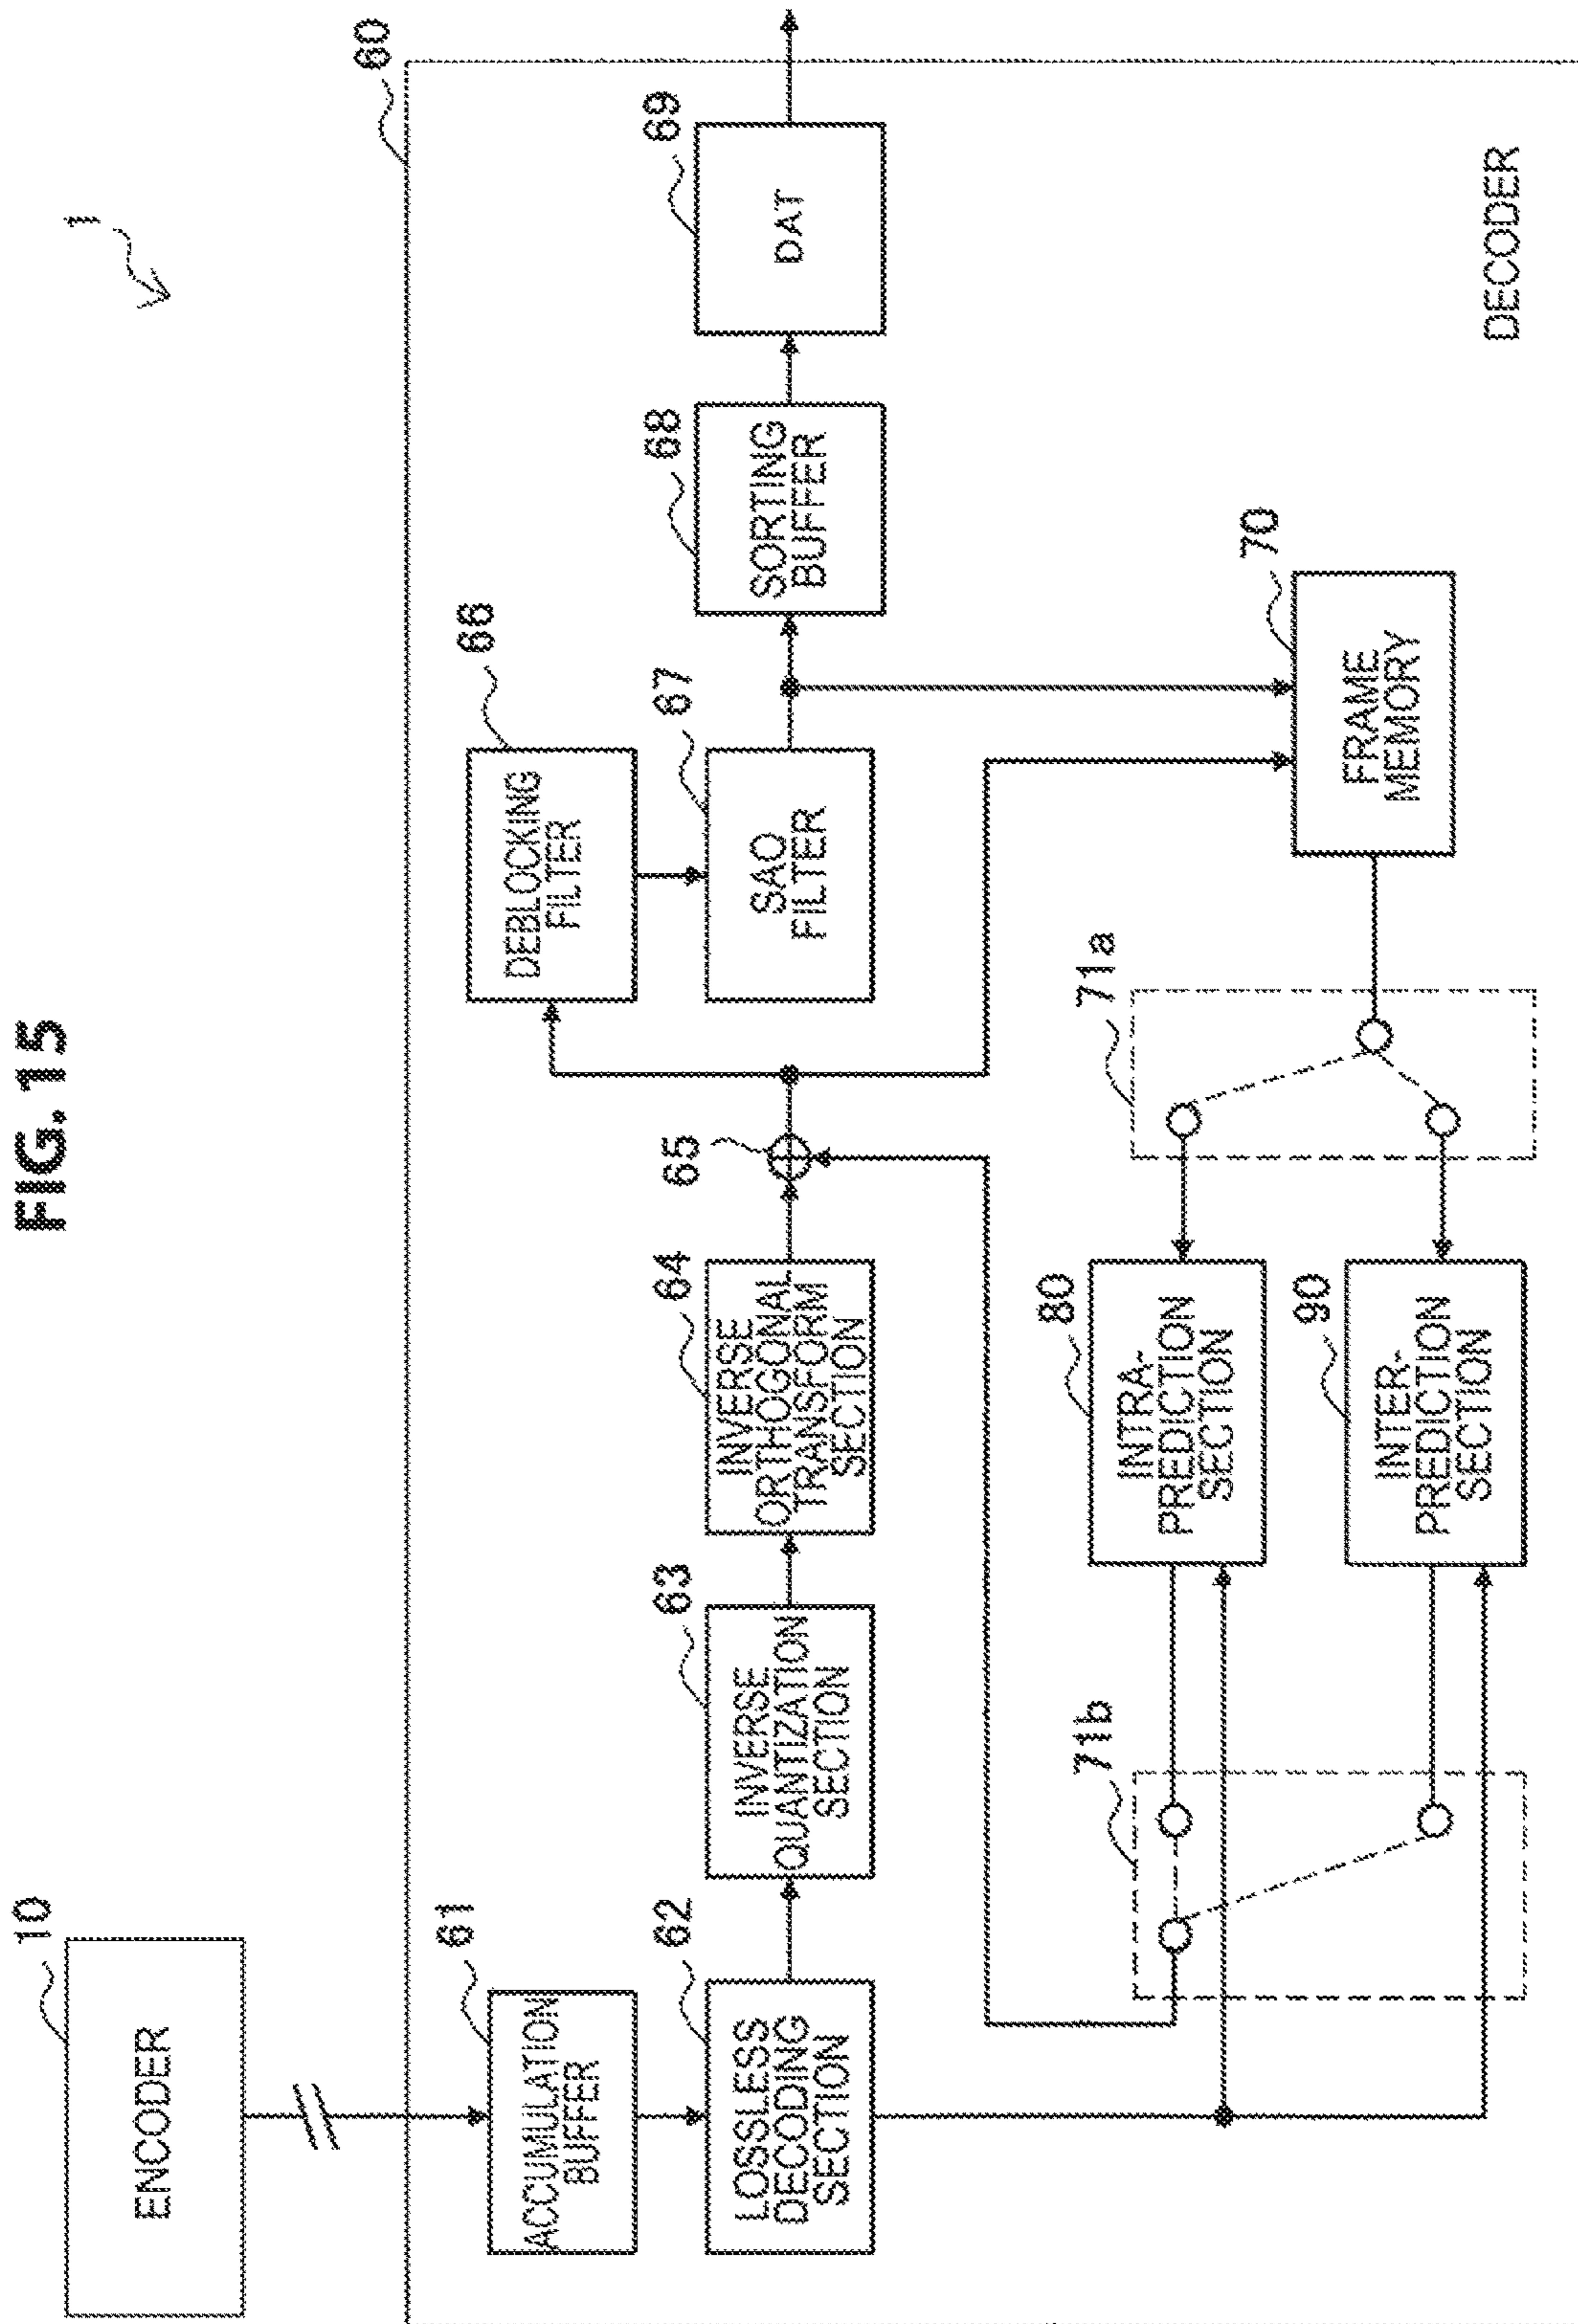 FIG. 15
1
10
ENCODER
60
61
ACCUMULATION
BUFFER
62
LOSSLESS
DECODING
SECTION
63
INVERSE
QUANTIZATION
SECTION
64
INVERSE
ORTHOGONAL
TRANSFORM
SECTION
65
66
DEBLOCKING
FILTER
67
SAO
FILTER
68
SORTING
BUFFER
69
DAT
70
FRAME
MEMORY
71a
71b
80
INTRA-
PREDICTION
SECTION
90
INTER-
PREDICTION
SECTION
DECODER